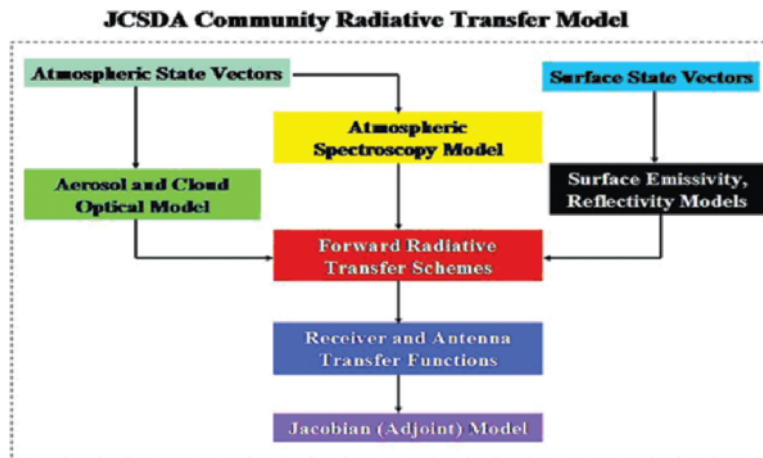 JCSDA Community Radiative Transfer Model
Atmospheric State Vectors
Surface State Vectors
Atmospheric
Spectroscopy Model
Aerosol and Cloud
Optical Model
Surface Emissivity,
Reflectivity Models
Forward Radiative
Transfer Schemes
Receiver and Antenna
Transfer Functions
Jacobian (Adjoint) Model